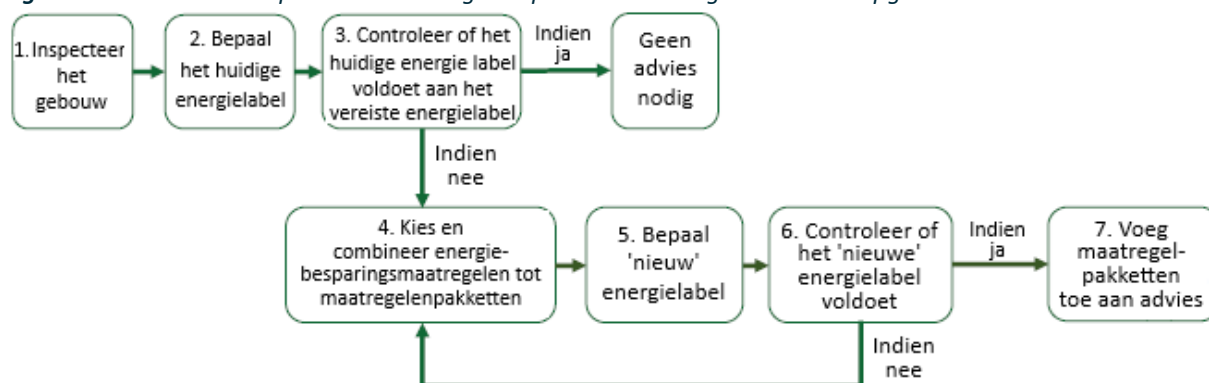 1. Inspecteer
het
gebouw
2. Bepaal
het huidige
energielabel
3. Controleer of het
huidige energie label
voldoet aan het
vereiste energielabel
Indien
ja
Geen
advies
nodig
Indien
nee
4. Kies en
combineer energie-
besparingsmaatregelen tot
maatregelenpakketten
5. Bepaal
'nieuw'
energielabel
6. Controleer of
het 'nieuwe'
energielabel
voldoet
Indien
ja
7. Voeg
maatregel-
pakketten
toe aan advies
Indien
nee